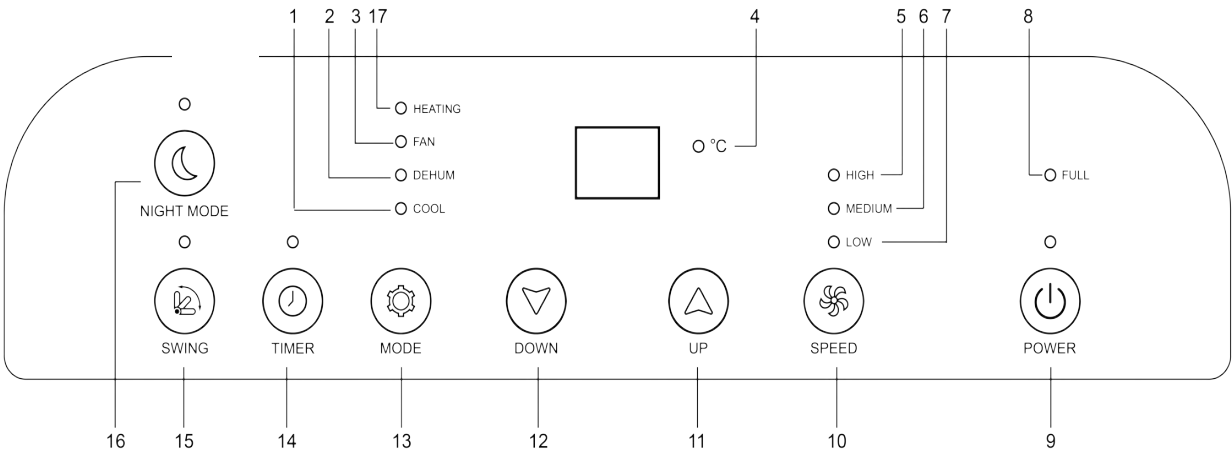 1 2 3 17 4 5 6 7 8
HEATING
FAN
°C
DEHUM
HIGH
FULL
COOL
MEDIUM
NIGHT MODE
LOW
SWING TIMER MODE DOWN UP SPEED POWER
16 15 14 13 12 11 10 9